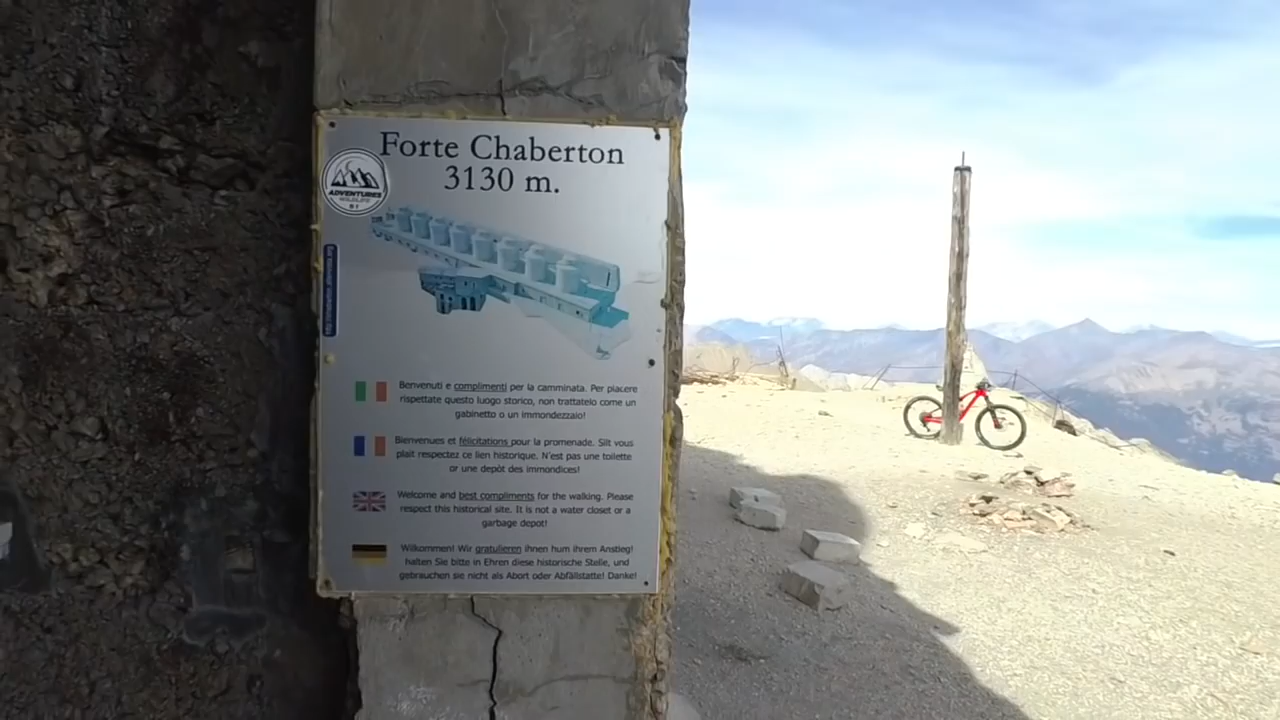 Forte Chaberton
3130 m.
ADVENTURES
Benvenuti e complimenti per la camminata. Per piacere
rispettate questo luogo storico, non trattatelo come un
gabinetto o un immondezzaio!
Bienvenues et félicitations pour la promenade. Silt vous
plait respectez ce lien historique. N'est pas une toilette
or une depòt des immondices!
Welcome and best compliments for the walking. Please
respect this historical site. It is not a water closet or a
garbage depot!
Willkommen! Wir gratulieren ihnen hum ihrem Anstieg!
halten Sie bitte in Ehren diese historische Stelle, und
gebrauchen sie nicht als Abort oder Abfällstatte! Danke!